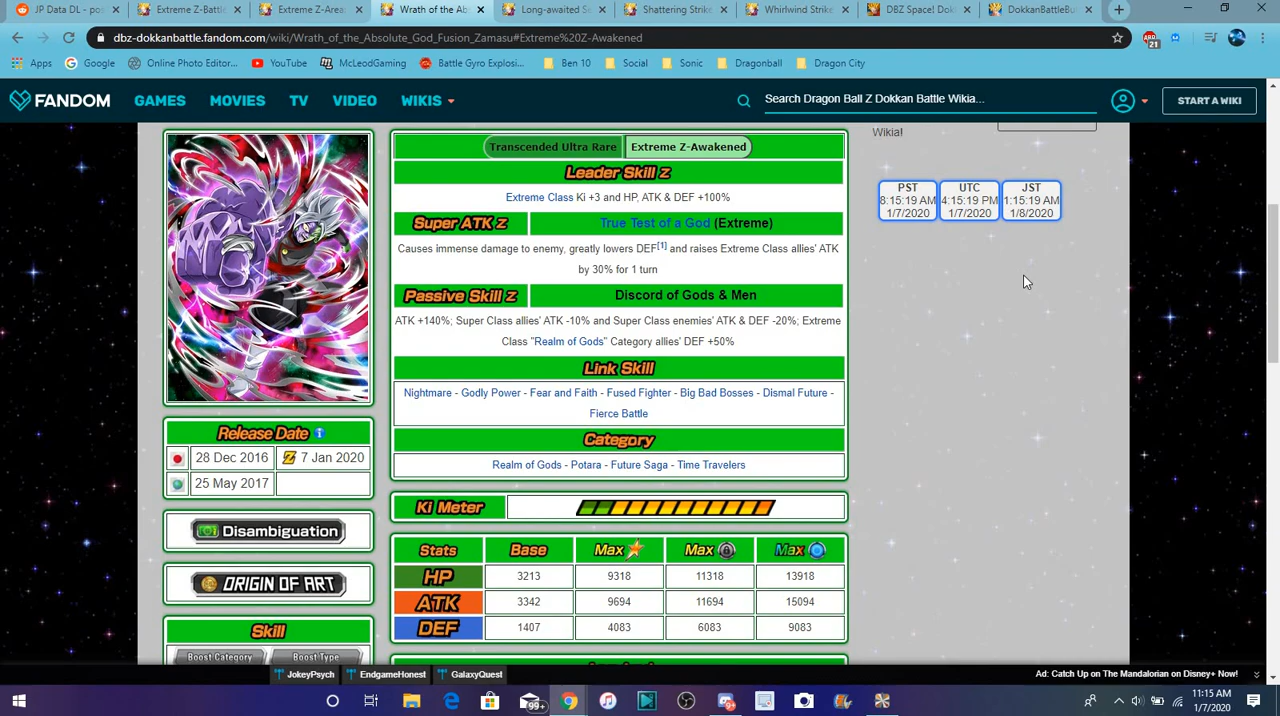 JP Data DL - post
Extreme Z-Battle
Extreme Z-Area
Wrath of the Abs
Long-awaited Se
Shattering Strike
Whirlwind Strike
DBZ Space! Dok
DokkanBattleBu
dbz-dokkanbattle.fandom.com/wiki/Wrath_of_the_Absolute_God_Fusion_Zamasu#Extreme%20Z-Awakened
21
Apps Google Online Photo Editor... YouTube McLeodGaming Battle Gyro Explosi... Ben 10 Social Sonic Dragonball Dragon City
FANDOM GAMES MOVIES TV VIDEO WIKIS Search Dragon Ball Z Dokkan Battle Wikia... START A WIKI
Wikia!
Transcended Ultra Rare Extreme Z-Awakened
Leader Skill Z
Extreme Class Ki +3 and HP, ATK & DEF +100%
Super ATK Z True Test of a God (Extreme)
Causes immense damage to enemy, greatly lowers DEF[1] and raises Extreme Class allies' ATK
by 30% for 1 turn
Passive Skill Z Discord of Gods & Men
ATK +140%; Super Class allies' ATK -10% and Super Class enemies' ATK & DEF -20%; Extreme
Class "Realm of Gods" Category allies' DEF +50%
Link Skill
Nightmare - Godly Power - Fear and Faith - Fused Fighter - Big Bad Bosses - Dismal Future -
Fierce Battle
Category
Realm of Gods - Potara - Future Saga - Time Travelers
Ki Meter
Stats Base Max Max Max
HP 3213 9318 11318 13918
ATK 3342 9694 11694 15094
DEF 1407 4083 6083 9083
Release Date
28 Dec 2016 Z 7 Jan 2020
25 May 2017
Disambiguation
ORIGIN OF ART
Skill
Boost Category Boost Type
PST UTC JST
8:15:19 AM 4:15:19 PM 1:15:19 AM
1/7/2020 1/7/2020 1/8/2020
JokeyPsych EndgameHonest GalaxyQuest
Ad: Catch Up on The Mandalorian on Disney+ Now!
99+
11:15 AM
1/7/2020